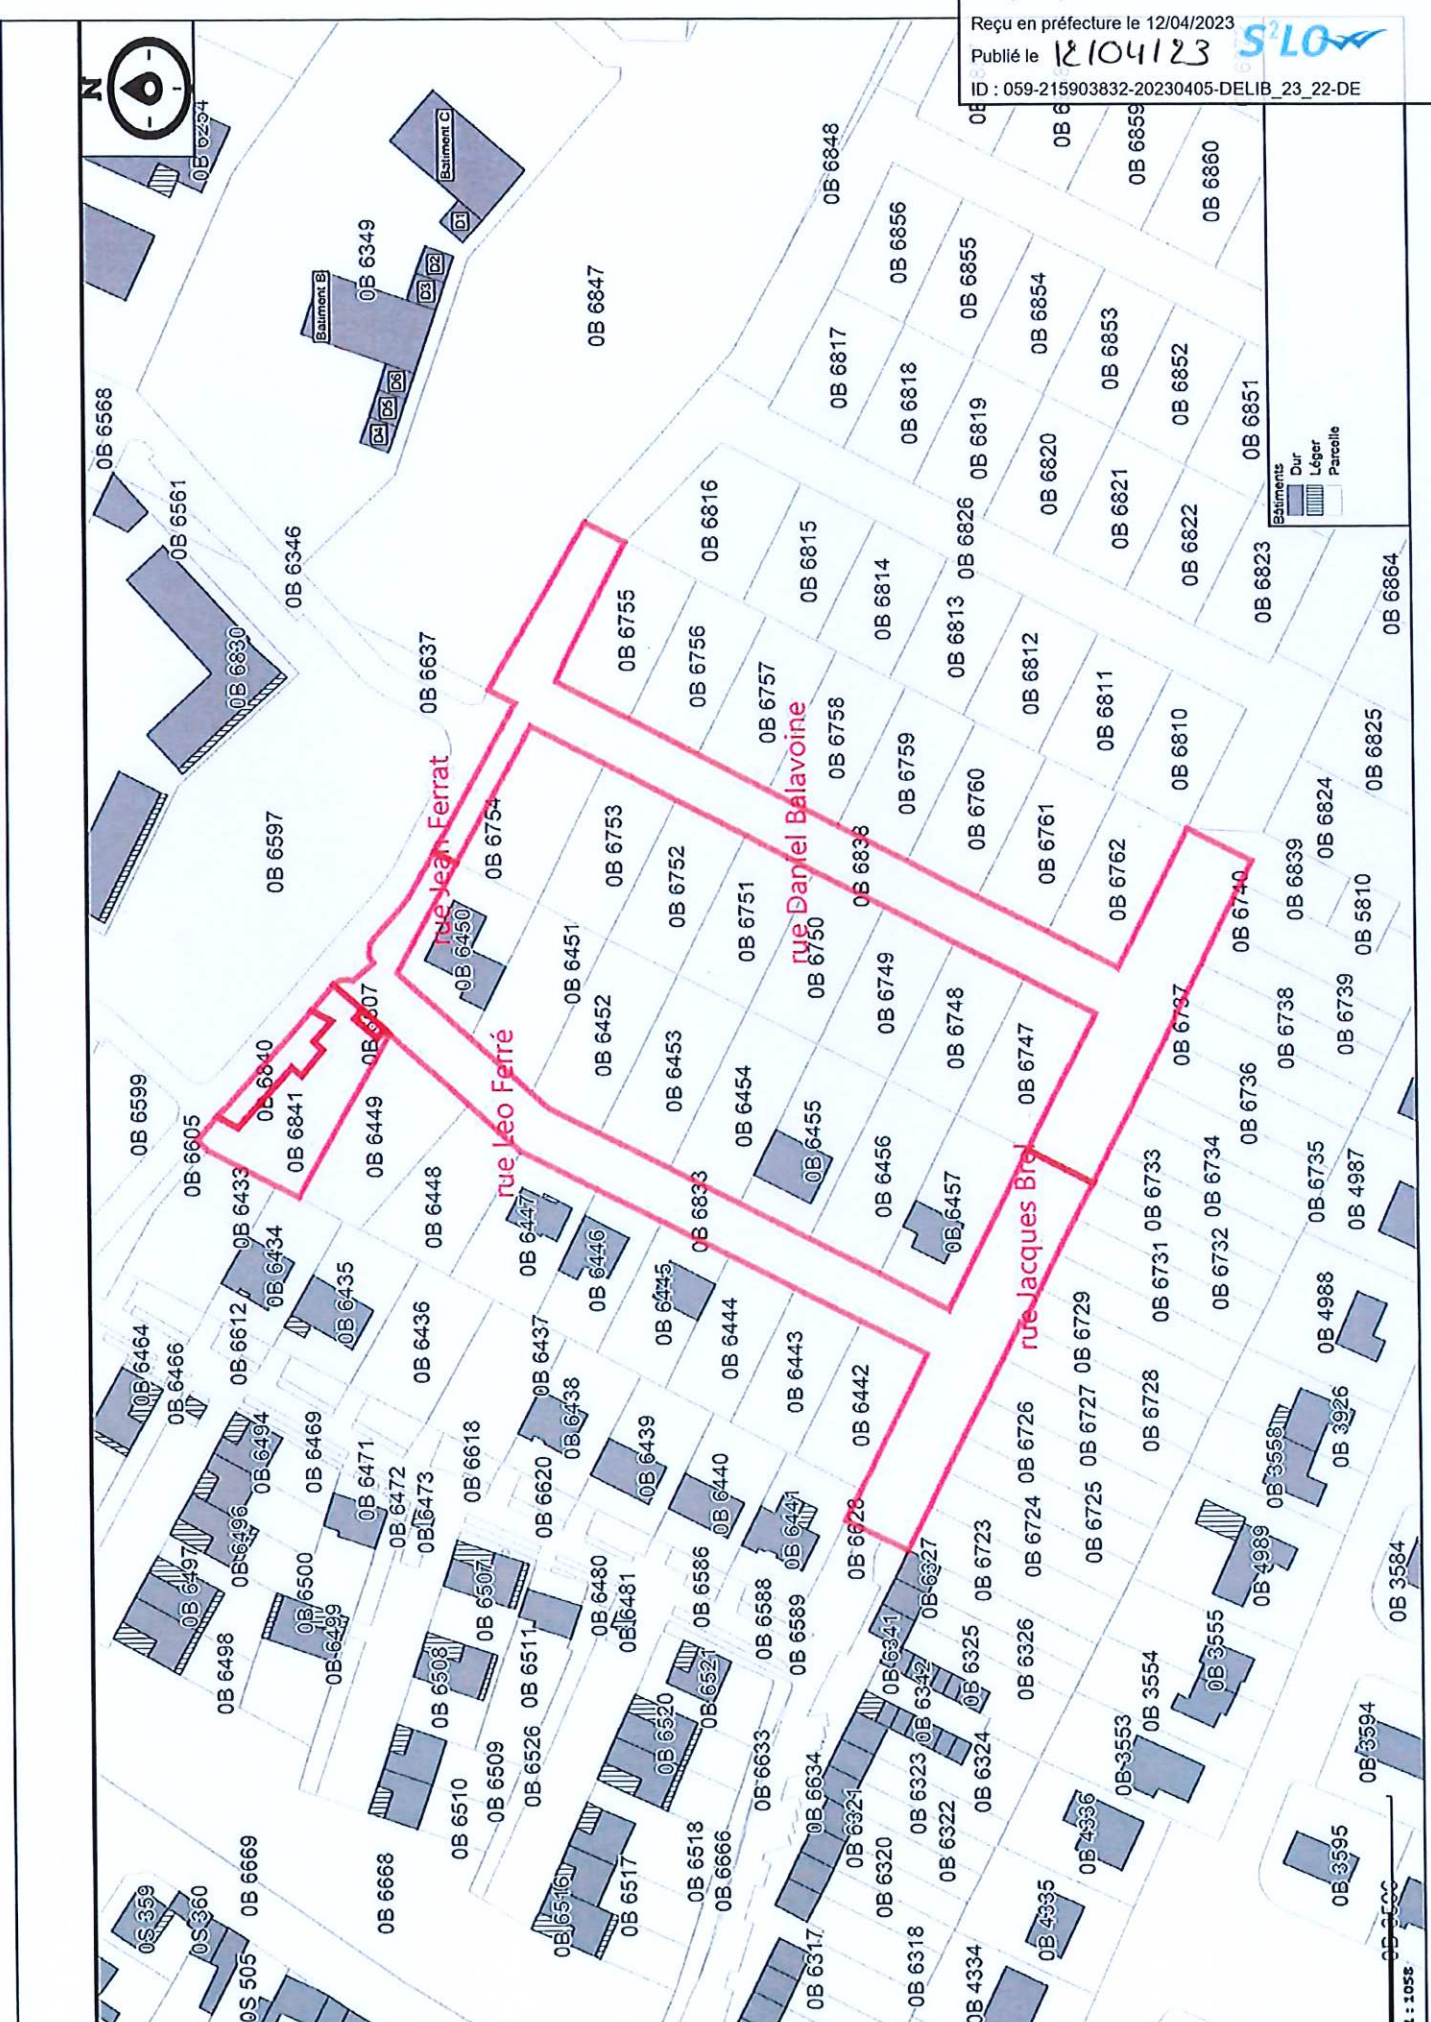 Reçu en préfecture le 12/04/2023
Publié le 12/04/23
S²LO
ID : 059-215903832-20230405-DELIB_23_22-DE
N
0B 6254
Batiment C
D1
D2
D3
Batiment B
0B 6349
D6
D5
D4
0B 6847
0B 6848
0B 6859
0B 6860
0B 6856
0B 6855
0B 6854
0B 6853
0B 6852
0B 6851
0B 6817
0B 6818
0B 6819
0B 6820
0B 6821
0B 6822
0B 6823
0B 6826
0B 6568
0B 6561
0B 6346
0B 6830
0B 6637
0B 6597
0B 6816
0B 6815
0B 6814
0B 6813
0B 6812
0B 6811
0B 6810
0B 6864
0B 6825
0B 6824
0B 6839
0B 5810
0B 6755
0B 6756
0B 6757
0B 6758
0B 6759
0B 6760
0B 6761
0B 6762
0B 6838
rue Jean Ferrat
rue Daniel Balavoine
rue Léo Ferré
rue Jacques Brel
0B 6754
0B 6753
0B 6752
0B 6751
0B 6750
0B 6749
0B 6748
0B 6747
0B 6740
0B 6737
0B 6738
0B 6739
0B 6736
0B 6450
0B 6451
0B 6452
0B 6453
0B 6454
0B 6455
0B 6456
0B 6457
0B 6833
0B 6840
0B 6841
0B 6599
0B 6605
0B 6433
0B 6449
0B 6448
0B 6447
0B 6446
0B 6445
0B 6444
0B 6443
0B 6442
0B 6434
0B 6435
0B 6436
0B 6437
0B 6438
0B 6439
0B 6440
0B 6441
0B 6628
0B 6464
0B 6466
0B 6612
0B 6494
0B 6469
0B 6471
0B 6472
0B 6473
0B 6618
0B 6620
0B 6496
0B 6497
0B 6500
0B 6499
0B 6498
0B 6507
0B 6508
0B 6511
0B 6480
0B 6481
0B 6586
0B 6588
0B 6589
0B 6509
0B 6510
0B 6526
0B 6520
0B 6521
0B 6633
0B 6634
0B 6516
0B 6517
0B 6518
0B 6666
0B 6668
0B 6669
0S 359
0S 360
0S 505
0B 6735
0B 6734
0B 6733
0B 6732
0B 6731
0B 6729
0B 6728
0B 6727
0B 6726
0B 6725
0B 6724
0B 6723
0B 6327
0B 6341
0B 6342
0B 6325
0B 6326
0B 6324
0B 6323
0B 6322
0B 6321
0B 6320
0B 6318
0B 6317
0B 4987
0B 4988
0B 4989
0B 3558
0B 3926
0B 3584
0B 3555
0B 3554
0B 3553
0B 3594
0B 3595
0B 4336
0B 4335
0B 4334
Bâtiments
Dur
Léger
Parcelle
: 1058